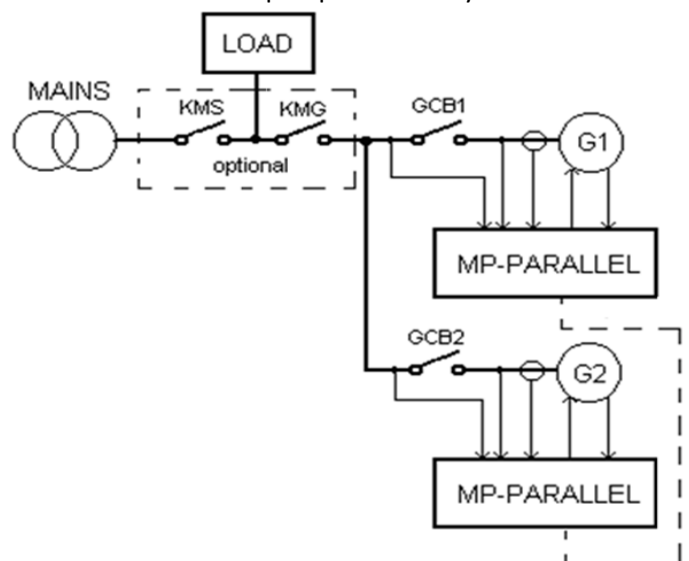 LOAD
MAINS
KMS
KMG
GCB1
G1
optional
MP-PARALLEL
GCB2
G2
MP-PARALLEL